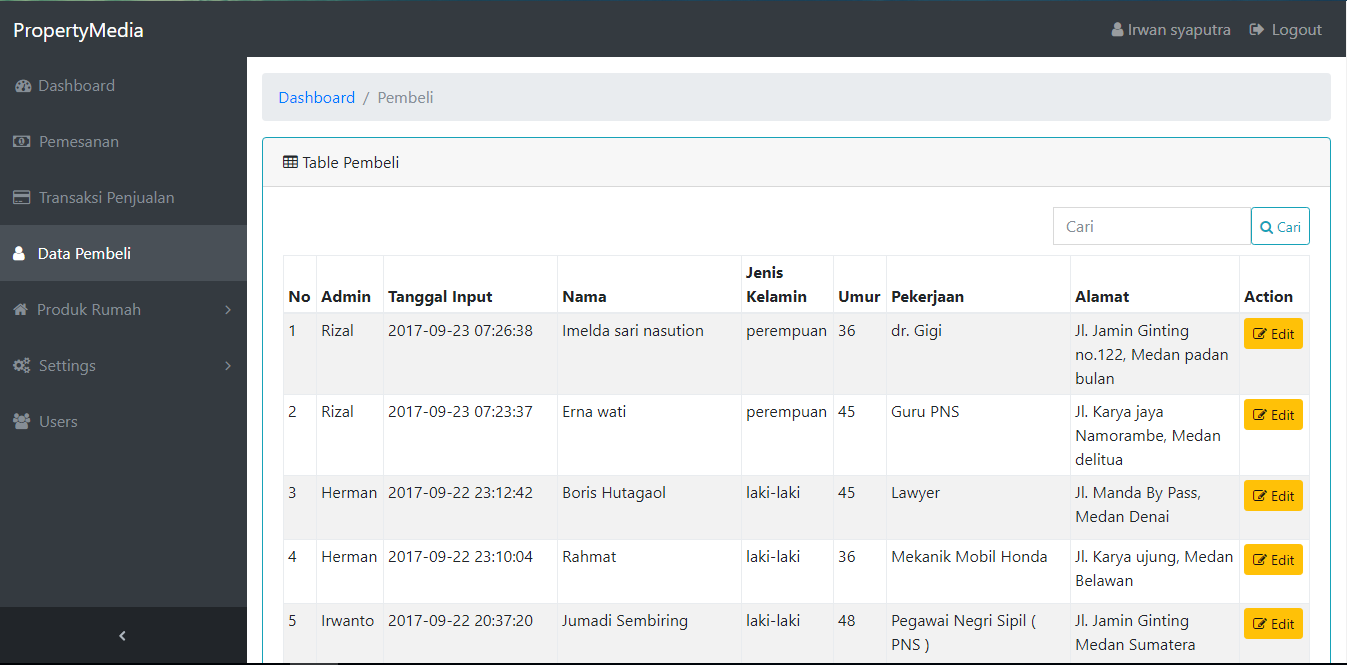 PropertyMedia
Irwan syaputra Logout
Dashboard
Pemesanan
Transaksi Penjualan
Data Pembeli
Produk Rumah
Settings
Users
Dashboard / Pembeli
Table Pembeli
Cari Cari
Jenis
No Admin Tanggal Input Nama Kelamin Umur Pekerjaan Alamat Action
1 Rizal 2017-09-23 07:26:38 Imelda sari nasution perempuan 36 dr. Gigi Jl. Jamin Ginting Edit
no.122, Medan padan
bulan
2 Rizal 2017-09-23 07:23:37 Erna wati perempuan 45 Guru PNS Jl. Karya jaya Edit
Namorambe, Medan
delitua
3 Herman 2017-09-22 23:12:42 Boris Hutagaol laki-laki 45 Lawyer Jl. Manda By Pass, Edit
Medan Denai
4 Herman 2017-09-22 23:10:04 Rahmat laki-laki 36 Mekanik Mobil Honda Jl. Karya ujung, Medan Edit
Belawan
5 Irwanto 2017-09-22 20:37:20 Jumadi Sembiring laki-laki 48 Pegawai Negri Sipil ( Jl. Jamin Ginting Edit
PNS ) Medan Sumatera